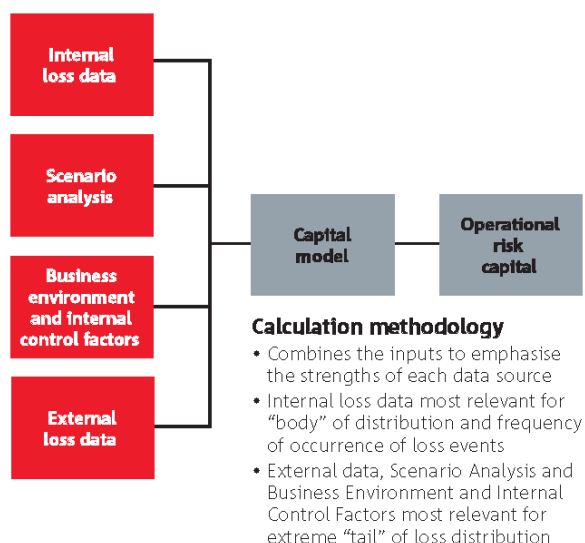 Internal
loss data
Scenario
analysis
Business
environment
and internal
control factors
External
loss data
Capital
model
Operational
risk
capital
Calculation methodology
• Combines the inputs to emphasise
the strengths of each data source
• Internal loss data most relevant for
“body” of distribution and frequency
of occurrence of loss events
• External data, Scenario Analysis and
Business Environment and Internal
Control Factors most relevant for
extreme “tail” of loss distribution